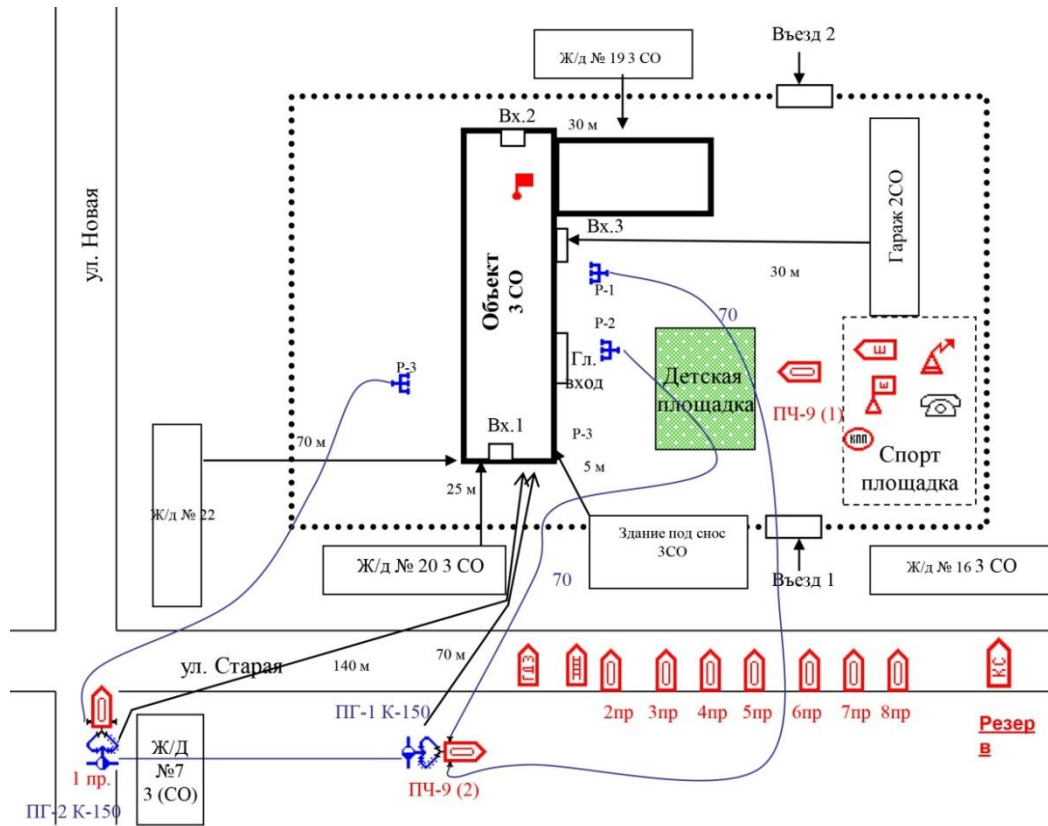 Въезд 2
Ж/д № 19 3 СО
Вх.2
30 м
ул. Новая
Объект
3 СО
Вх.3
Гараж 2СО
30 м
Р-1
70
Р-2
Ш
Ш
Гл.
вход
Детская
площадка
ПЧ-9 (1)
КПП
Спорт
площадка
Р-3
Вх.1
Р-3
5 м
70 м
25 м
Ж/д № 22
Здание под снос
3СО
Ж/д № 20 3 СО
70
Въезд 1
Ж/д № 16 3 СО
ул. Старая
140 м
70 м
ГДЗ
КС
ПГ-1 К-150
2пр
3пр
4пр
5пр
6пр
7пр
8пр
Резер
в
Ж/Д
№7
3 (СО)
1 пр.
ПЧ-9 (2)
ПГ-2 К-150